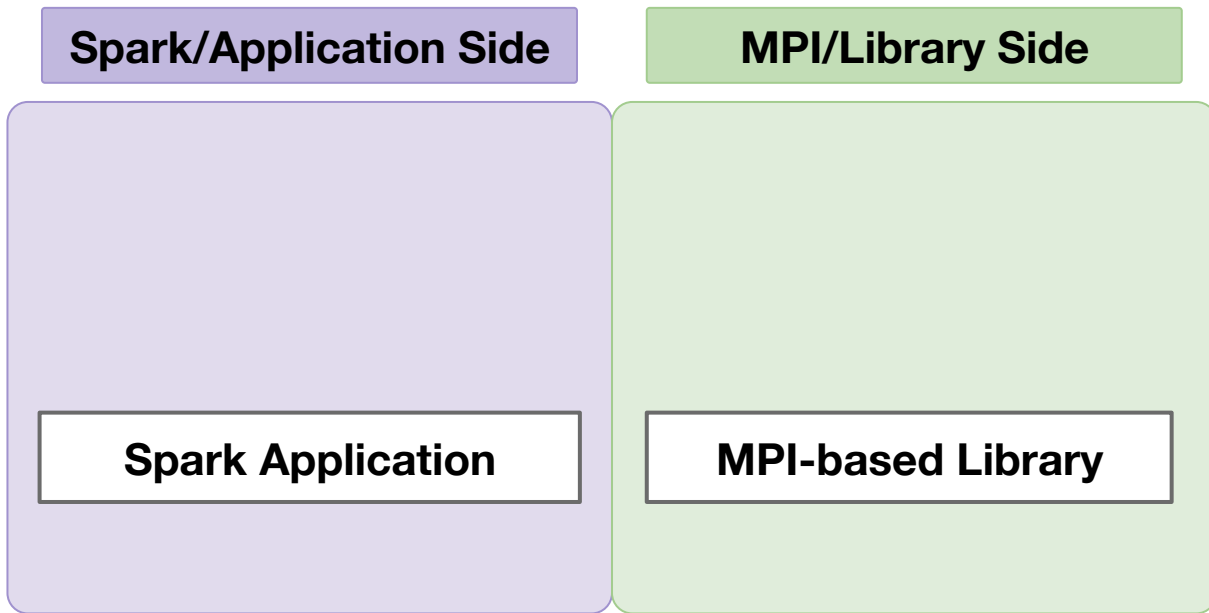 Spark/Application Side
MPI/Library Side
Spark Application
MPI-based Library